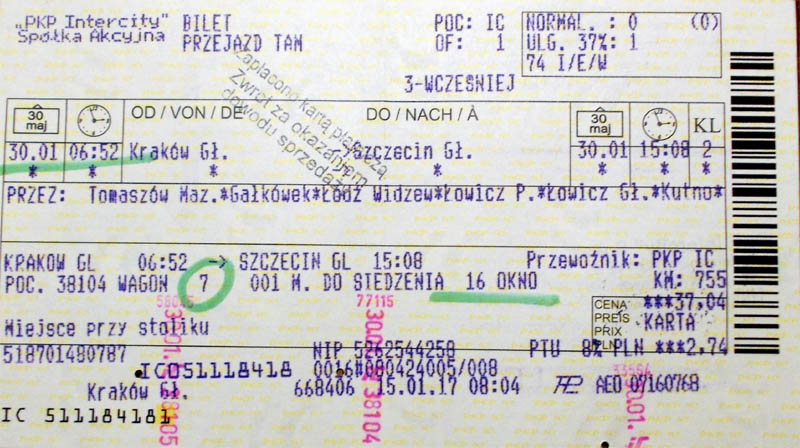 „PKP Intercity" BILET POC: IC NORMAL. : 0 (0)
Spółka Akcyjna PRZEJAZD TAM OF: 1 ULG. 37%: 1
74 I/E/W
3-WCZEŚNIEJ
Zapłacono kartą płatniczą
Zwrot za okazaniem
dowodu sprzedaży
30 maj OD / VON / DE DO / NACH / À 30 maj KL
30.01 06:52 Kraków Gł. Szczecin Gł. 30.01 15:08 2
* * * * * *
PRZEZ: Tomaszów Maz.*Gałkówek*Łódź Widzew*Łowicz P.*Łowicz Gł.*Kutno*
KRAKÓW GL 06:52 -> SZCZECIN GL 15:08 Przewoźnik: PKP IC
POC. 38104 WAGON 7 001 M. DO SIEDZENIA 16 OKNO KM: 755
CENA PREIS PRIX PLN ***37,04
KARTA
Miejsce przy stoliku
518701480787 NIP 5262544258 PTU 8% PLN ***2,74
IC051118418 0016#080424005/008
Kraków Gł. 668406 15.01.17 08:04 AED 07160768
IC 511184181
77115